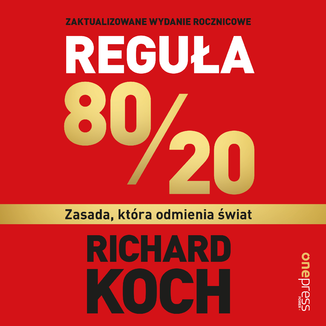 ZAKTUALIZOWANE WYDANIE ROCZNICOWE
REGUŁA
80/20
Zasada, która odmienia świat
RICHARD
KOCH
onepress